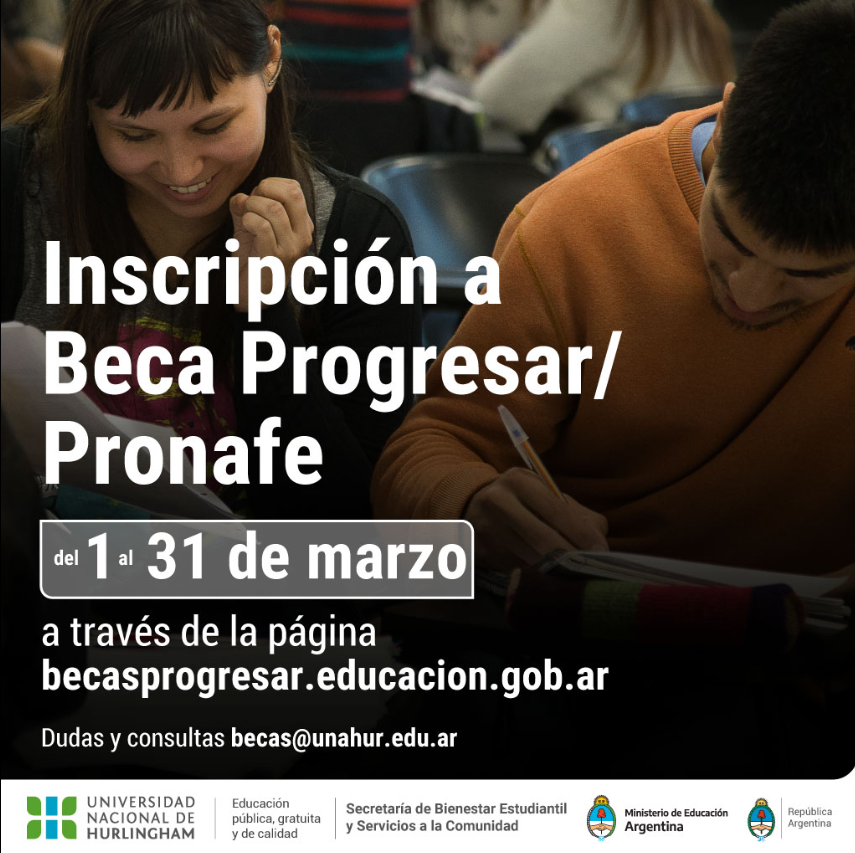 Inscripción a
Beca Progresar/
Pronafe
del 1 al 31 de marzo
a través de la página
becasprogresar.educacion.gob.ar
Dudas y consultas becas@unahur.edu.ar
UNIVERSIDAD
NACIONAL DE
HURLINGHAM
Educación
pública, gratuita
y de calidad
Secretaría de Bienestar Estudiantil
y Servicios a la Comunidad
Ministerio de Educación
Argentina
República
Argentina